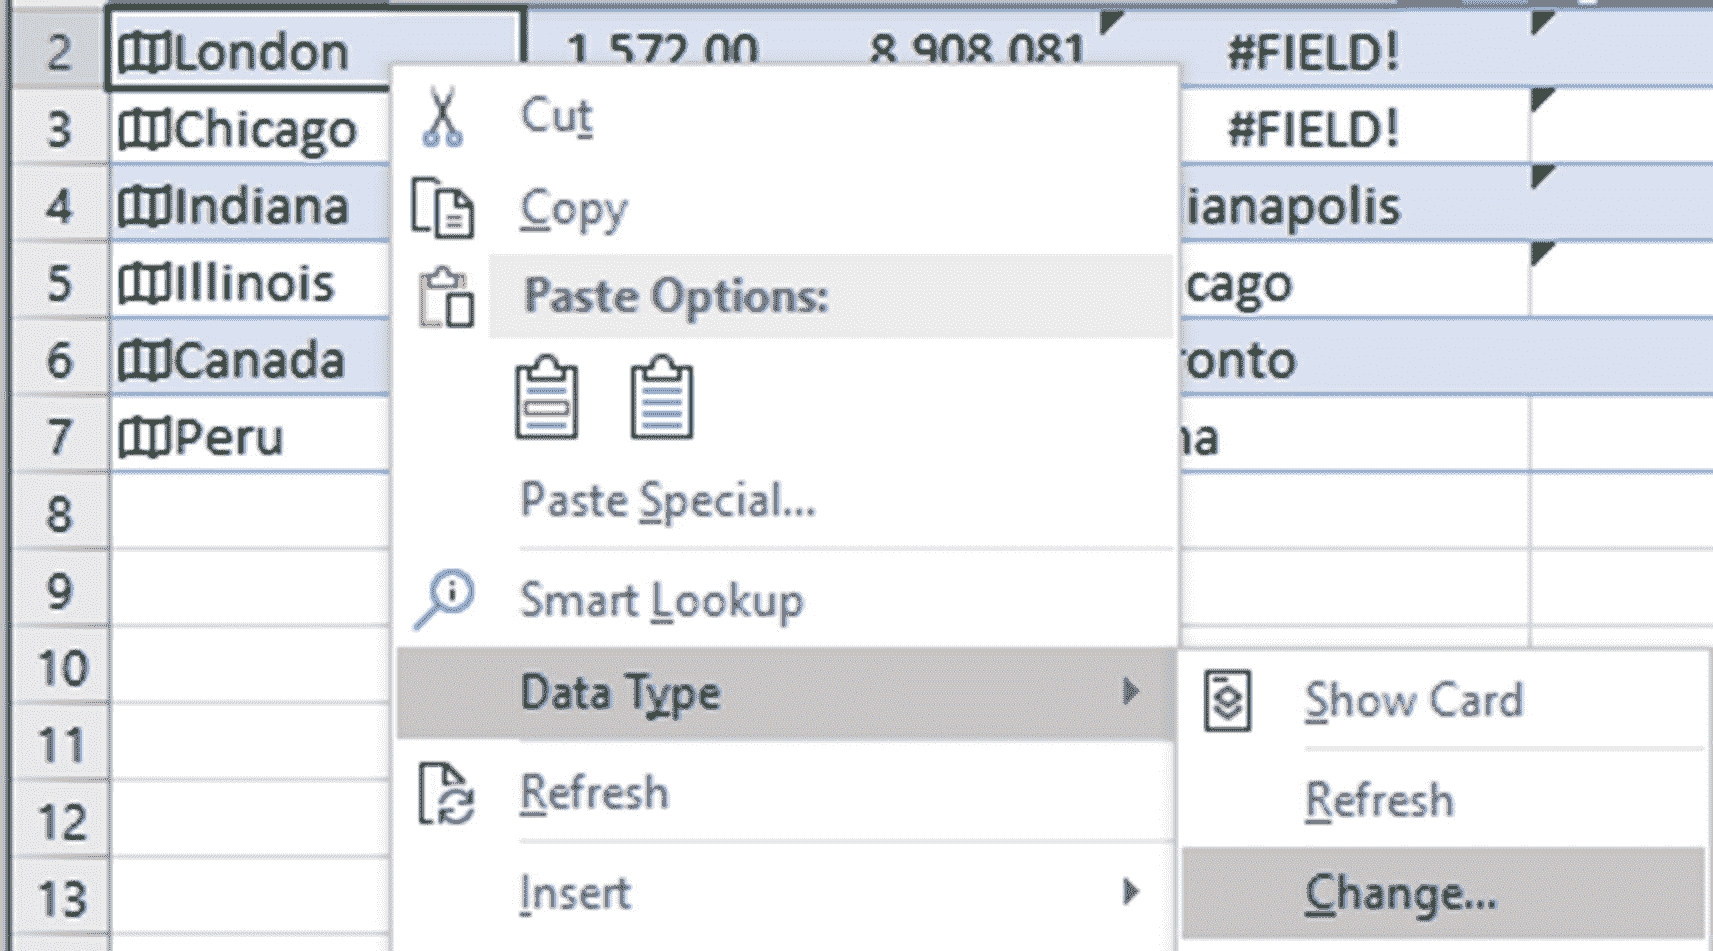 2 London 1 572.00 8 908 081 #FIELD!
3 Chicago #FIELD!
4 Indiana ianapolis
5 Illinois cago
6 Canada ronto
7 Peru na
8
9
10
11
12
13
Cut
Copy
Paste Options:
Paste Special...
Smart Lookup
Data Type
Refresh
Insert
Show Card
Refresh
Change...